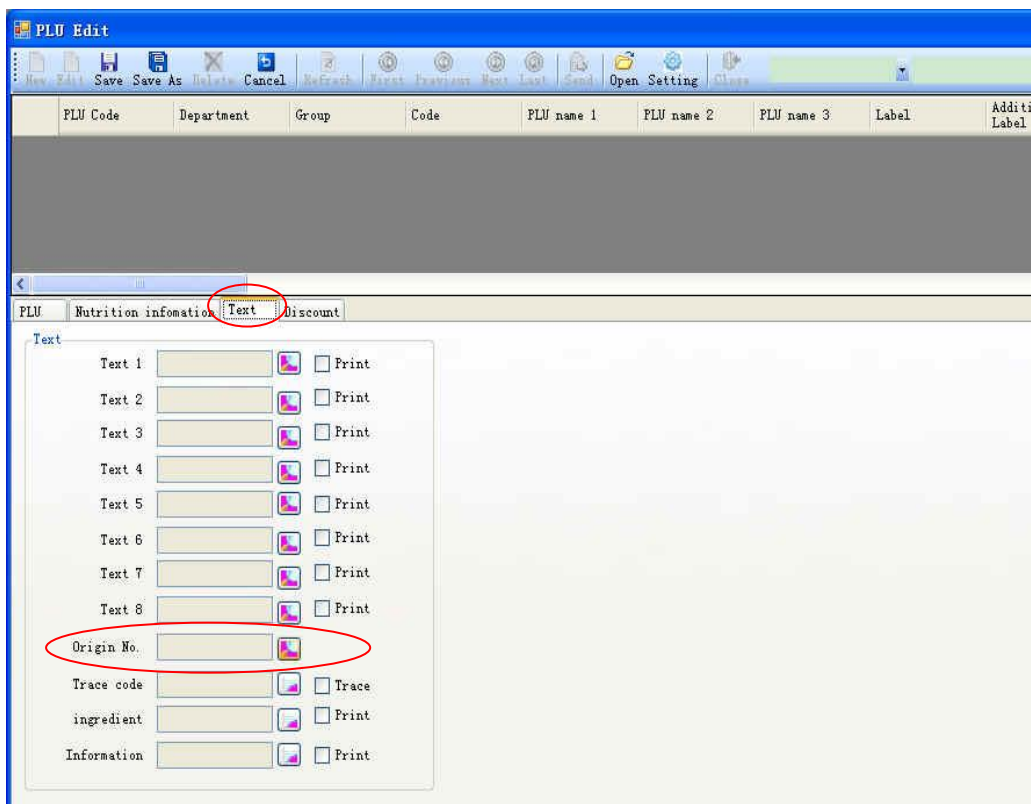 PLU Edit
New Edit Save Save As Delete Cancel Refresh First Previous Next Last Send Open Setting Close
PLU Code Department Group Code PLU name 1 PLU name 2 PLU name 3 Label Additi
Label
PLU Nutrition infomation Text Discount
Text
Text 1 Print
Text 2 Print
Text 3 Print
Text 4 Print
Text 5 Print
Text 6 Print
Text 7 Print
Text 8 Print
Origin No.
Trace code Trace
ingredient Print
Information Print